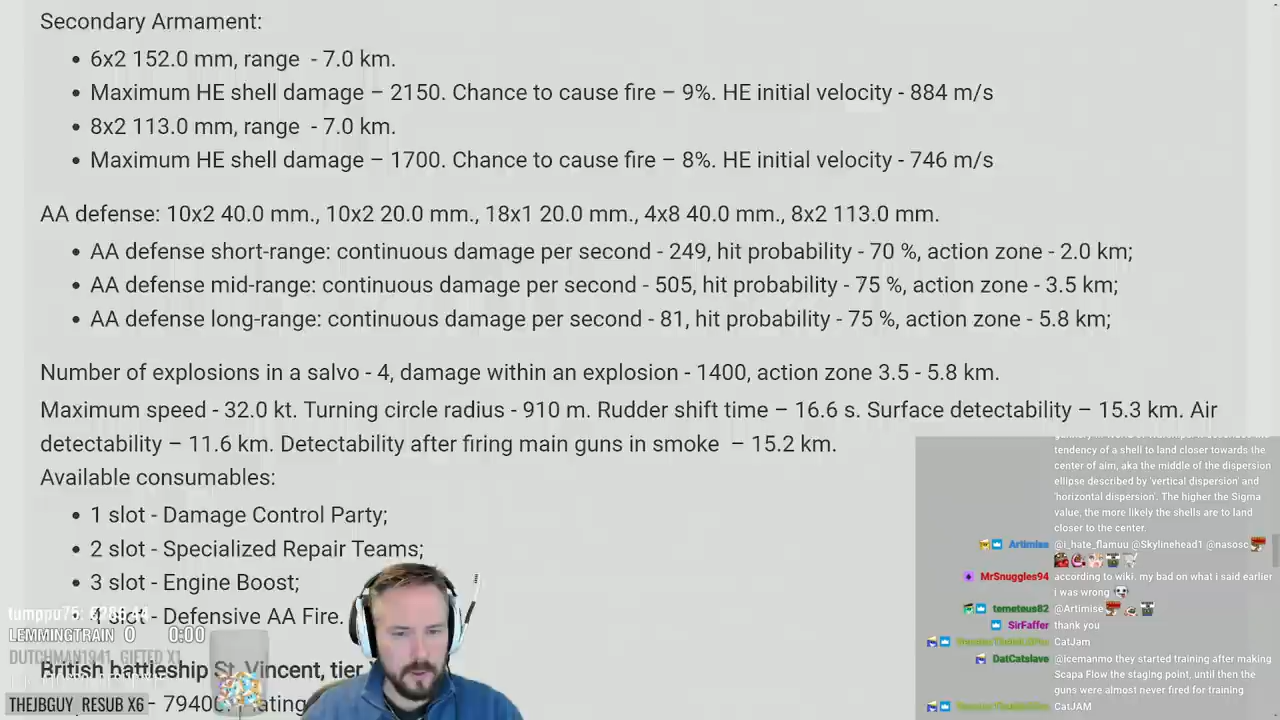 Secondary Armament:
6x2 152.0 mm, range - 7.0 km.
Maximum HE shell damage – 2150. Chance to cause fire – 9%. HE initial velocity - 884 m/s
8x2 113.0 mm, range - 7.0 km.
Maximum HE shell damage – 1700. Chance to cause fire – 8%. HE initial velocity - 746 m/s
AA defense: 10x2 40.0 mm., 10x2 20.0 mm., 18x1 20.0 mm., 4x8 40.0 mm., 8x2 113.0 mm.
AA defense short-range: continuous damage per second - 249, hit probability - 70 %, action zone - 2.0 km;
AA defense mid-range: continuous damage per second - 505, hit probability - 75 %, action zone - 3.5 km;
AA defense long-range: continuous damage per second - 81, hit probability - 75 %, action zone - 5.8 km;
Number of explosions in a salvo - 4, damage within an explosion - 1400, action zone 3.5 - 5.8 km.
Maximum speed - 32.0 kt. Turning circle radius - 910 m. Rudder shift time – 16.6 s. Surface detectability – 15.3 km. Air
detectability – 11.6 km. Detectability after firing main guns in smoke – 15.2 km.
Available consumables:
1 slot - Damage Control Party;
2 slot - Specialized Repair Teams;
3 slot - Engine Boost;
slot - Defensive AA Fire.
British battleship St. Vincent, tier
LEMMINGTRAIN 0 0:00
DUTCHMAN1941, GIFTED X1
THEJBGUY_RESUB X6
tendency of a shell to land closer towards the
center of aim, aka the middle of the dispersion
ellipse described by 'vertical dispersion' and
'horizontal dispersion'. The higher the Sigma
value, the more likely the shells are to land
closer to the center.
Artimise @i_hate_flamuu @Skylinehead1 @nasoso
MrSnuggles94 according to wiki. my bad on what i said earlier
i was wrong
temeteus82 @Artimise
SirFaffer thank you
CatJam
DatCatslave @icemanmo they started training after making
Scapa Flow the staging point, until then the
guns were almost never fired for training
CatJAM